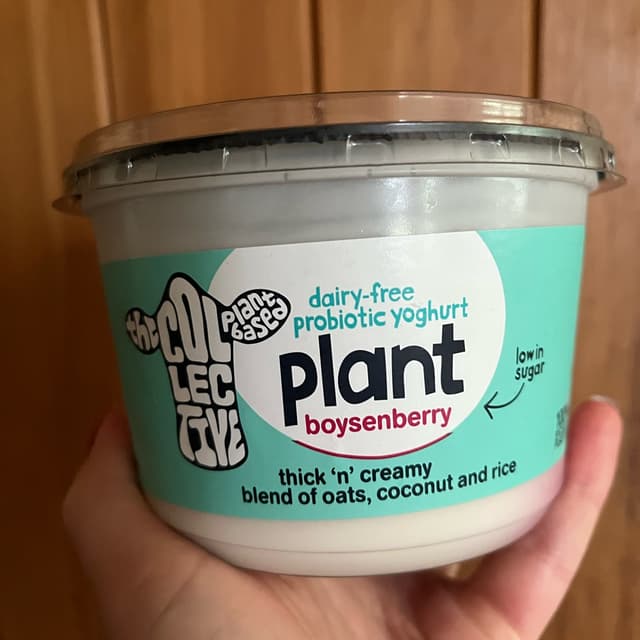 the
COL
LEC
TIVE
plant
based
dairy-free
probiotic yoghurt
plant
boysenberry
low in
sugar
thick 'n' creamy
blend of oats, coconut and rice